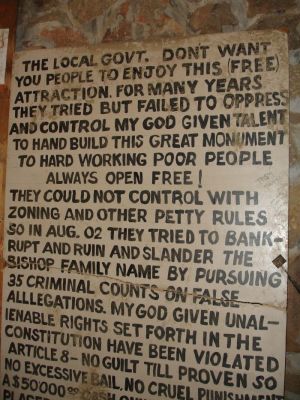 THE LOCAL GOVT. DONT WANT
YOU PEOPLE TO ENJOY THIS (FREE)
ATTRACTION. FOR MANY YEARS
THEY TRIED BUT FAILED TO OPPRESS
AND CONTROL MY GOD GIVEN TALENT
TO HAND BUILD THIS GREAT MONUMENT
TO HARD WORKING POOR PEOPLE
ALWAYS OPEN FREE!
THEY COULD NOT CONTROL WITH
ZONING AND OTHER PETTY RULES
SO IN AUG. 02 THEY TRIED TO BANK-
RUPT AND RUIN AND SLANDER THE
BISHOP FAMILY NAME BY PURSUING
35 CRIMINAL COUNTS ON FALSE
ALLLEGATIONS. MY GOD GIVEN UNAL-
IENABLE RIGHTS SET FORTH IN THE
CONSTITUTION HAVE BEEN VIOLATED
ARTICLE 8- NO GUILT TILL PROVEN SO
NO EXCESSIVE BAIL. NO CRUEL PUNISHMENT
A $50'000